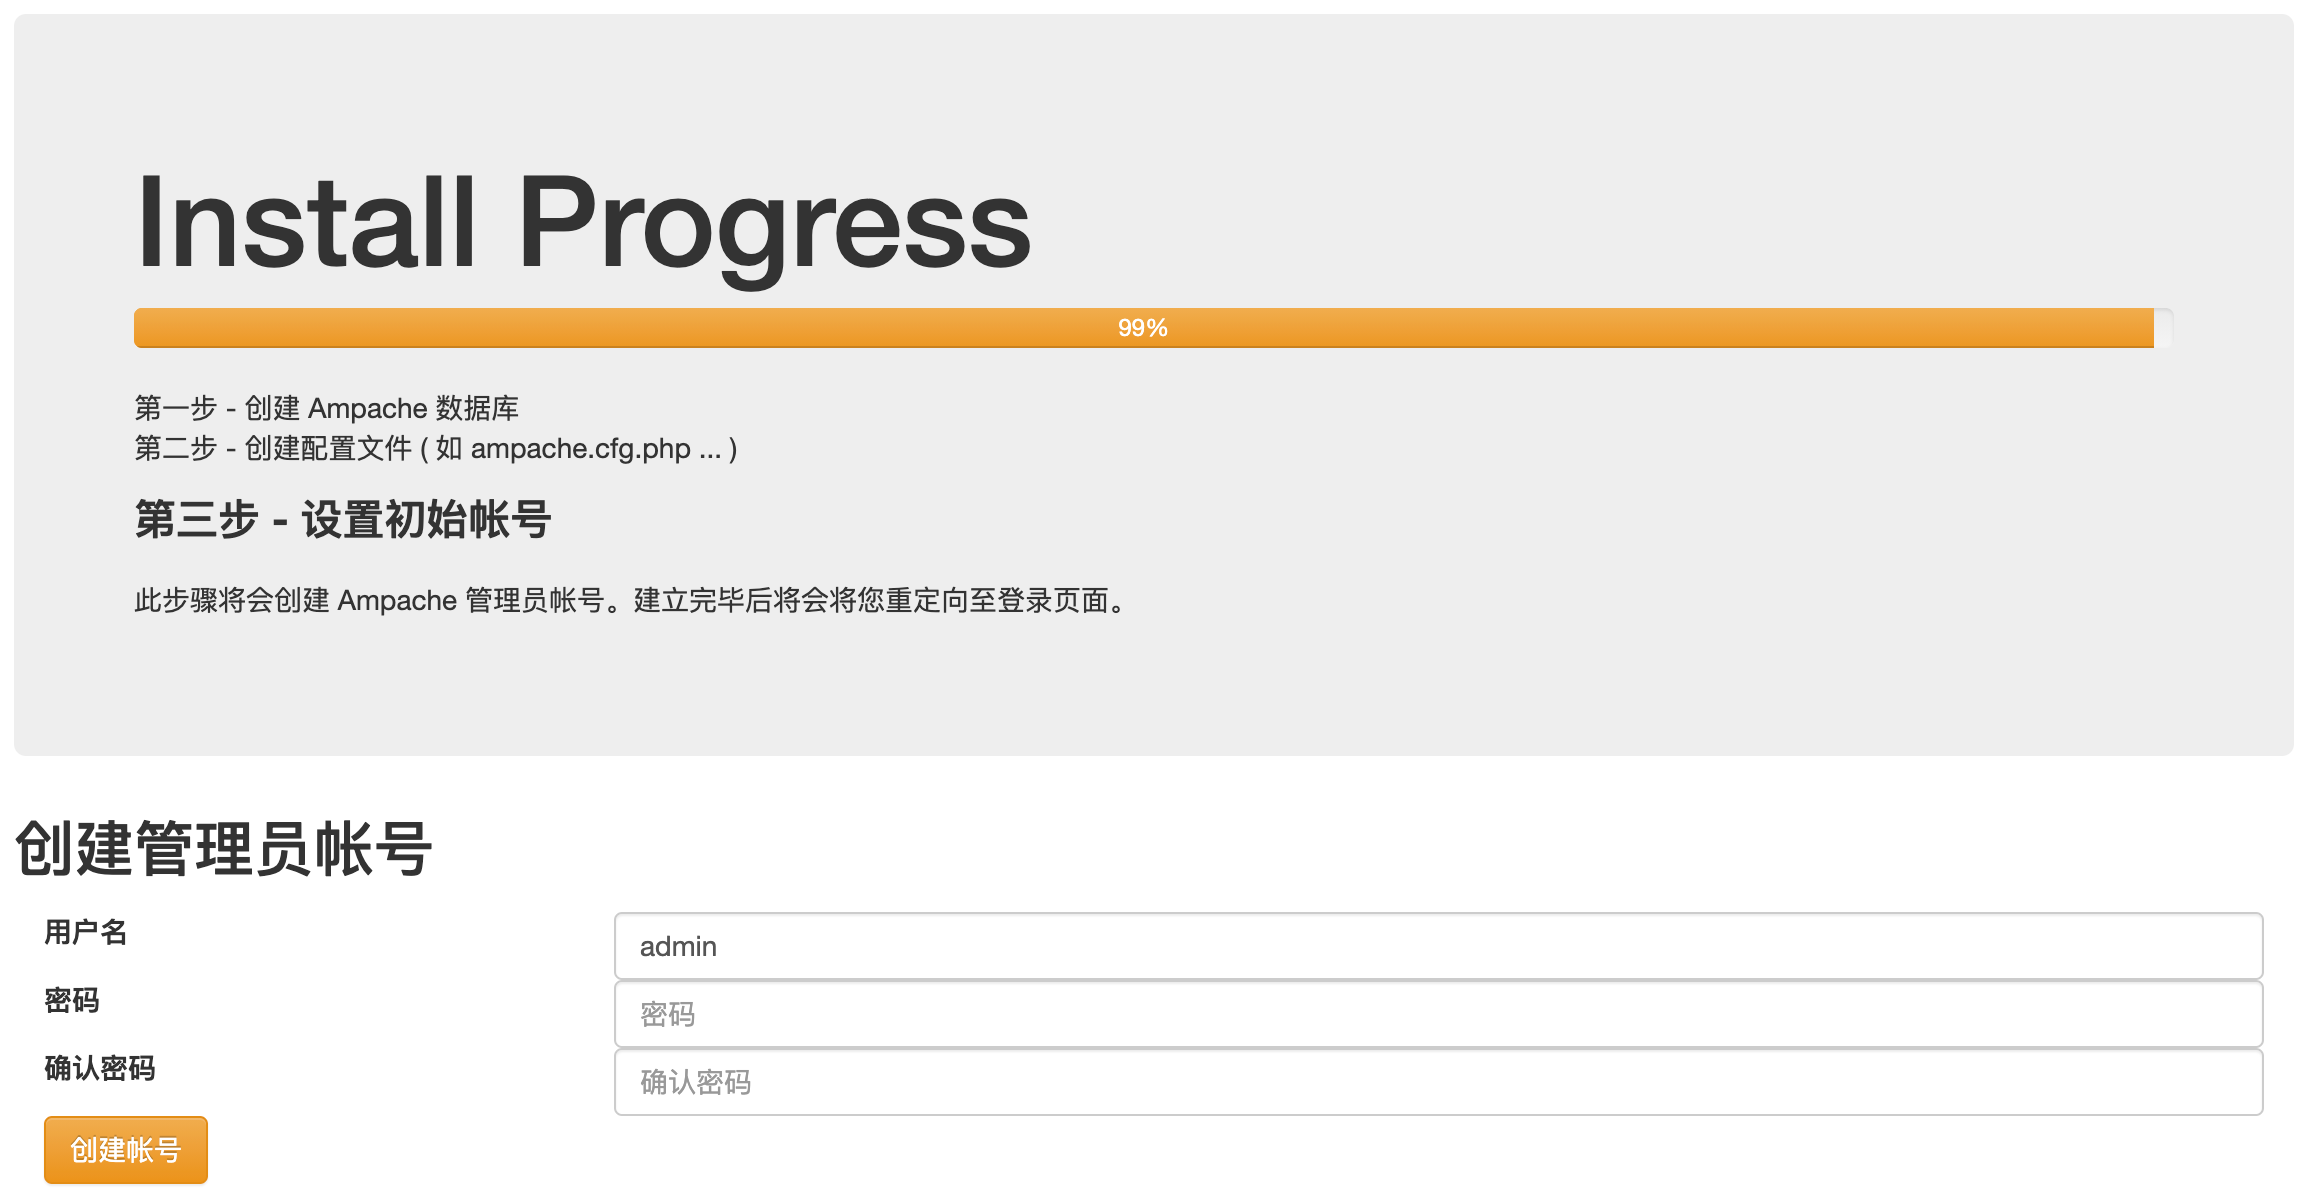 Install Progress
99%
第一步 - 创建 Ampache 数据库
第二步 - 创建配置文件 ( 如 ampache.cfg.php ... )
第三步 - 设置初始帐号
此步骤将会创建 Ampache 管理员帐号。建立完毕后将会将您重定向至登录页面。
创建管理员帐号
用户名
admin
密码
密码
确认密码
确认密码
创建帐号